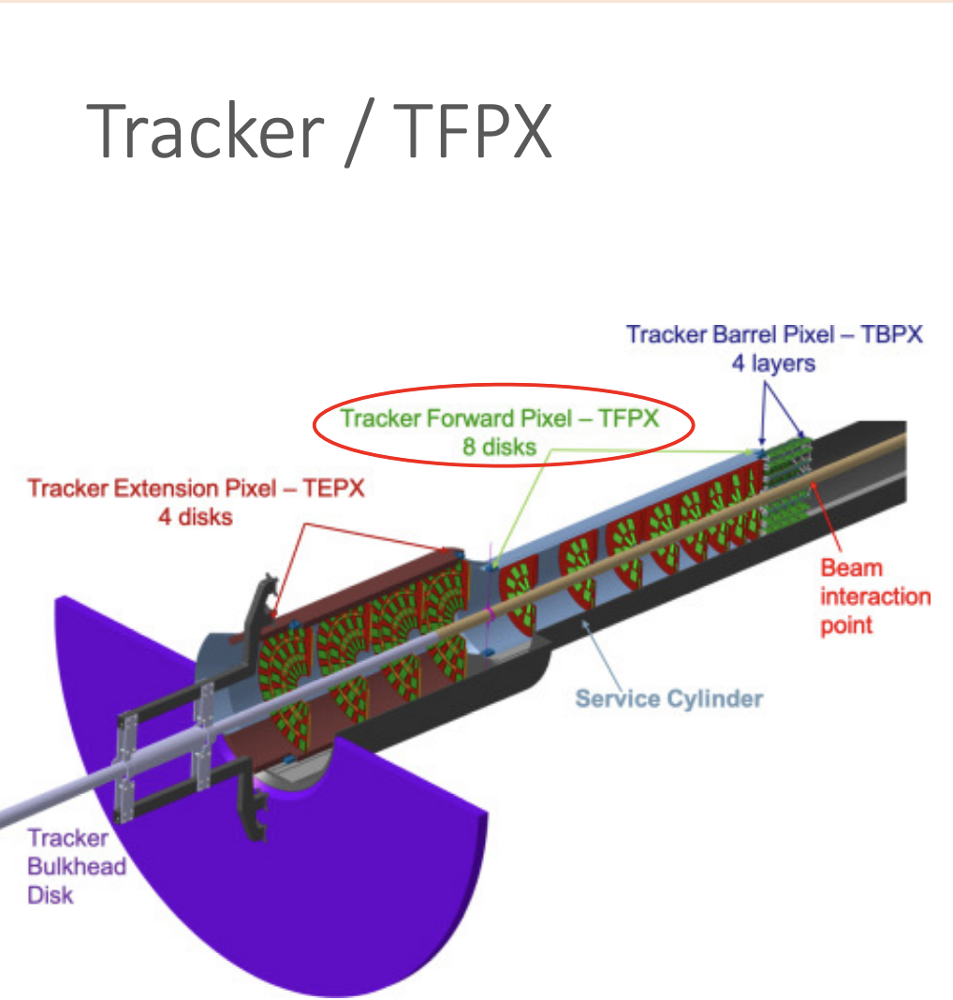 Tracker / TFPX
Tracker Barrel Pixel – TBPX
4 layers
Tracker Forward Pixel – TFPX
8 disks
Tracker Extension Pixel – TEPX
4 disks
Beam
interaction
point
Service Cylinder
Tracker
Bulkhead
Disk